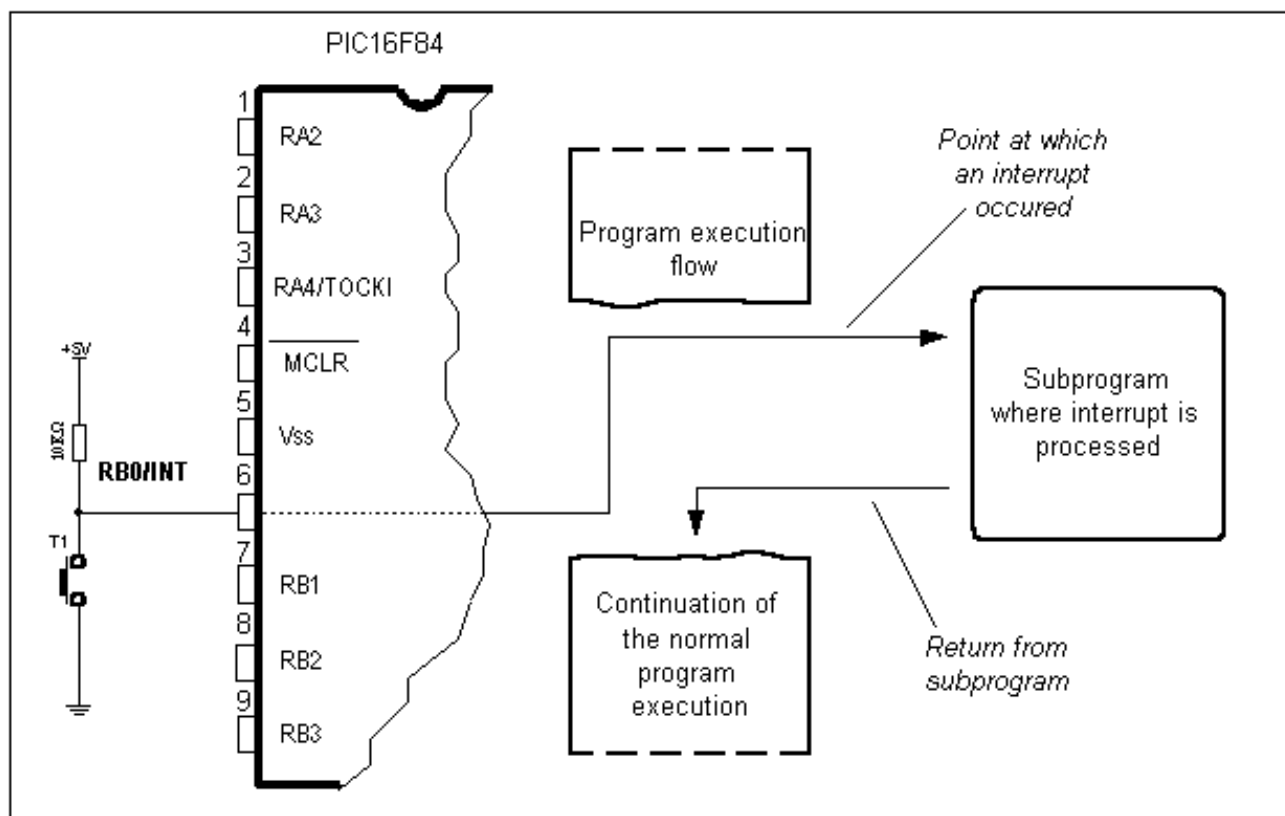 PIC16F84
1
RA2
2
RA3
3
RA4/TOCKI
4
MCLR
5
Vss
6
7
RB1
8
RB2
9
RB3
+5V
10KΩ
RB0/INT
T1
Program execution
flow
Point at which
an interrupt
occured
Subprogram
where interrupt is
processed
Continuation of
the normal
program
execution
Return from
subprogram